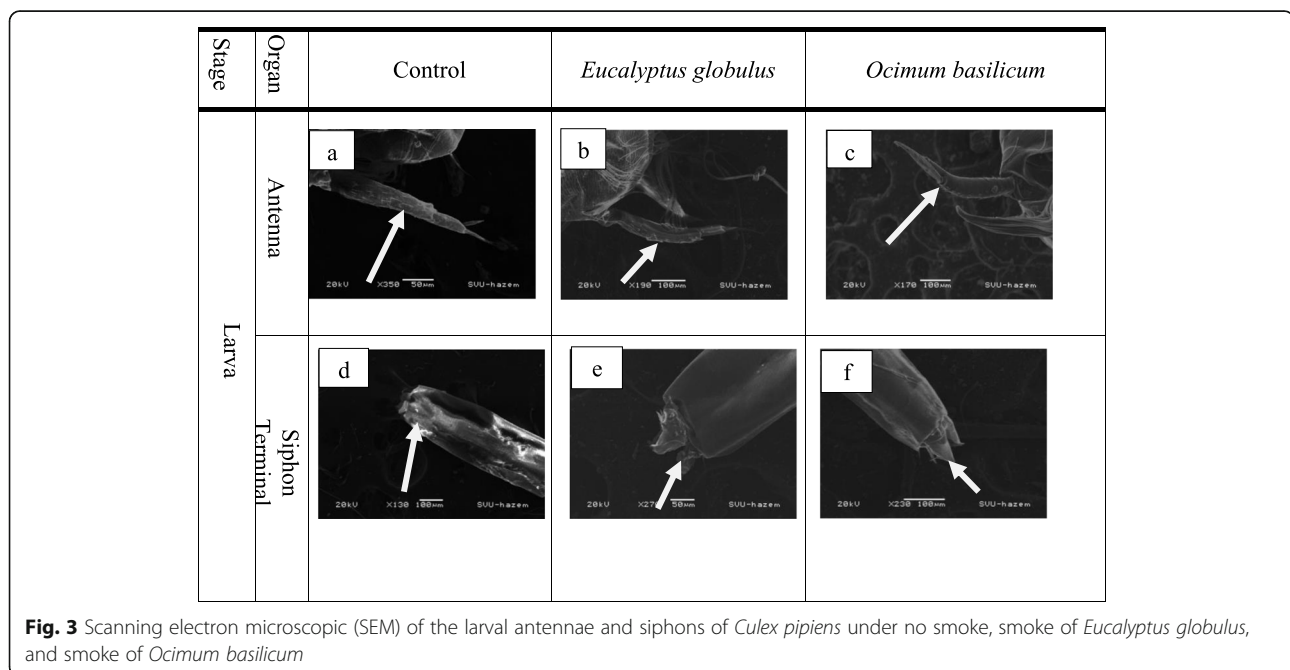 Stage
Organ
Control
Eucalyptus globulus
Ocimum basilicum
Larva
Antenna
a
20kV X350 50µm SVU-hazem
b
20kV X190 100µm SVU-hazem
c
20kV X170 100µm SVU-hazem
Siphon
Terminal
d
20kV X130 100µm SVU-hazem
e
20kV 50µm SVU-hazem
f
20kV X230 100µm SVU-hazem
Fig. 3 Scanning electron microscopic (SEM) of the larval antennae and siphons of Culex pipiens under no smoke, smoke of Eucalyptus globulus,
and smoke of Ocimum basilicum